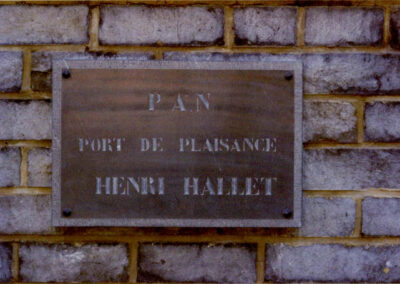 PAN
PORT DE PLAISANCE
HENRI HALLET